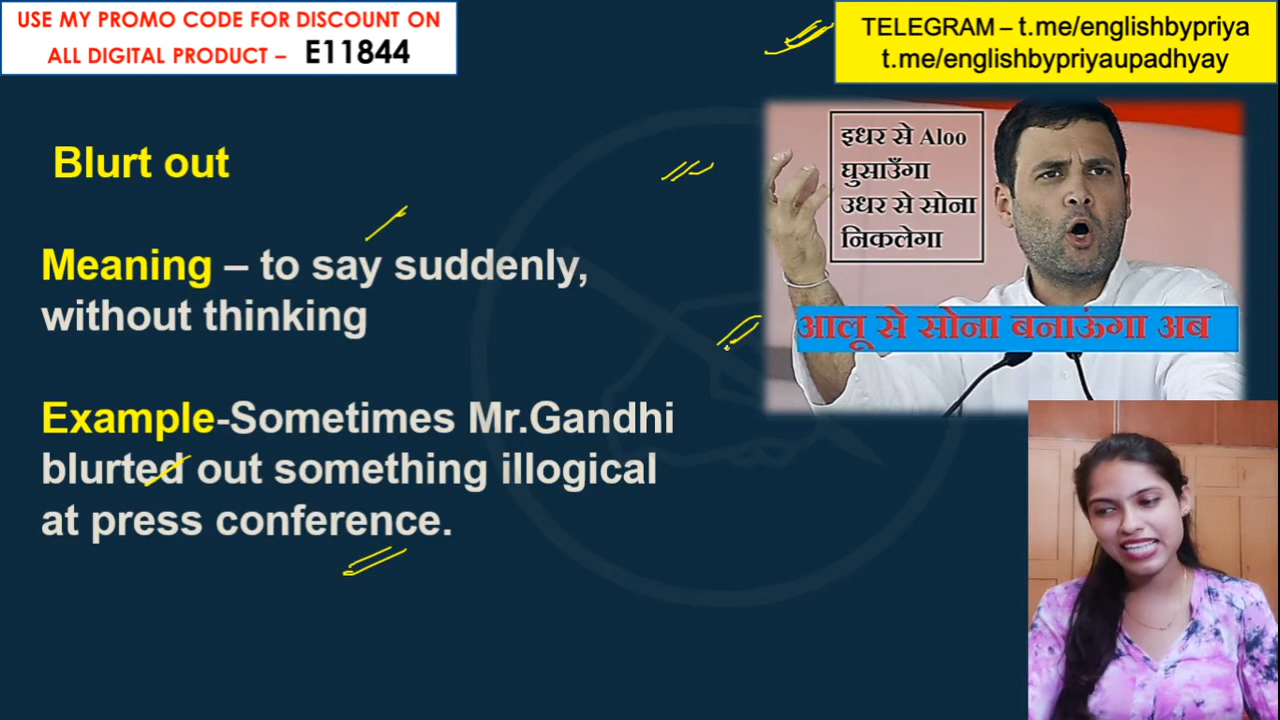 USE MY PROMO CODE FOR DISCOUNT ON
ALL DIGITAL PRODUCT – E11844
TELEGRAM – t.me/englishbypriya
t.me/englishbypriyaupadhyay
Blurt out
Meaning – to say suddenly,
without thinking
Example-Sometimes Mr.Gandhi
blurted out something illogical
at press conference.
इधर से Aloo
घुसाउँगा
उधर से सोना
निकलेगा
आलू से सोना बनाऊंगा अब